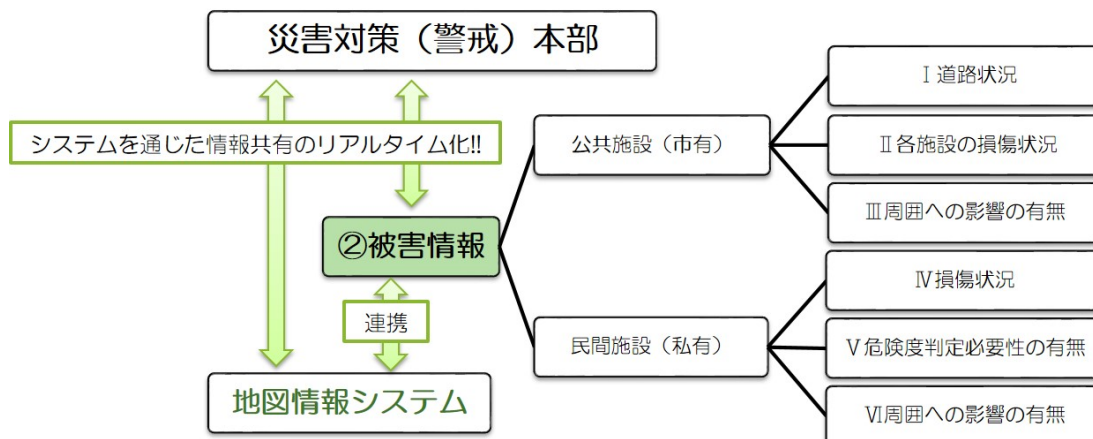 災害対策（警戒）本部
システムを通じた情報共有のリアルタイム化!!
②被害情報
連携
地図情報システム
公共施設（市有）
Ⅰ道路状況
Ⅱ各施設の損傷状況
Ⅲ周囲への影響の有無
民間施設（私有）
Ⅳ損傷状況
Ⅴ危険度判定必要性の有無
Ⅵ周囲への影響の有無